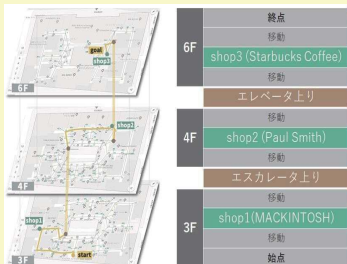 goal
shop3
6F
shop2
4F
shop1
start
3F
6F
終点
移動
shop3 (Starbucks Coffee)
移動
エレベータ上り
4F
移動
shop2 (Paul Smith)
移動
エスカレータ上り
3F
移動
shop1(MACKINTOSH)
移動
始点